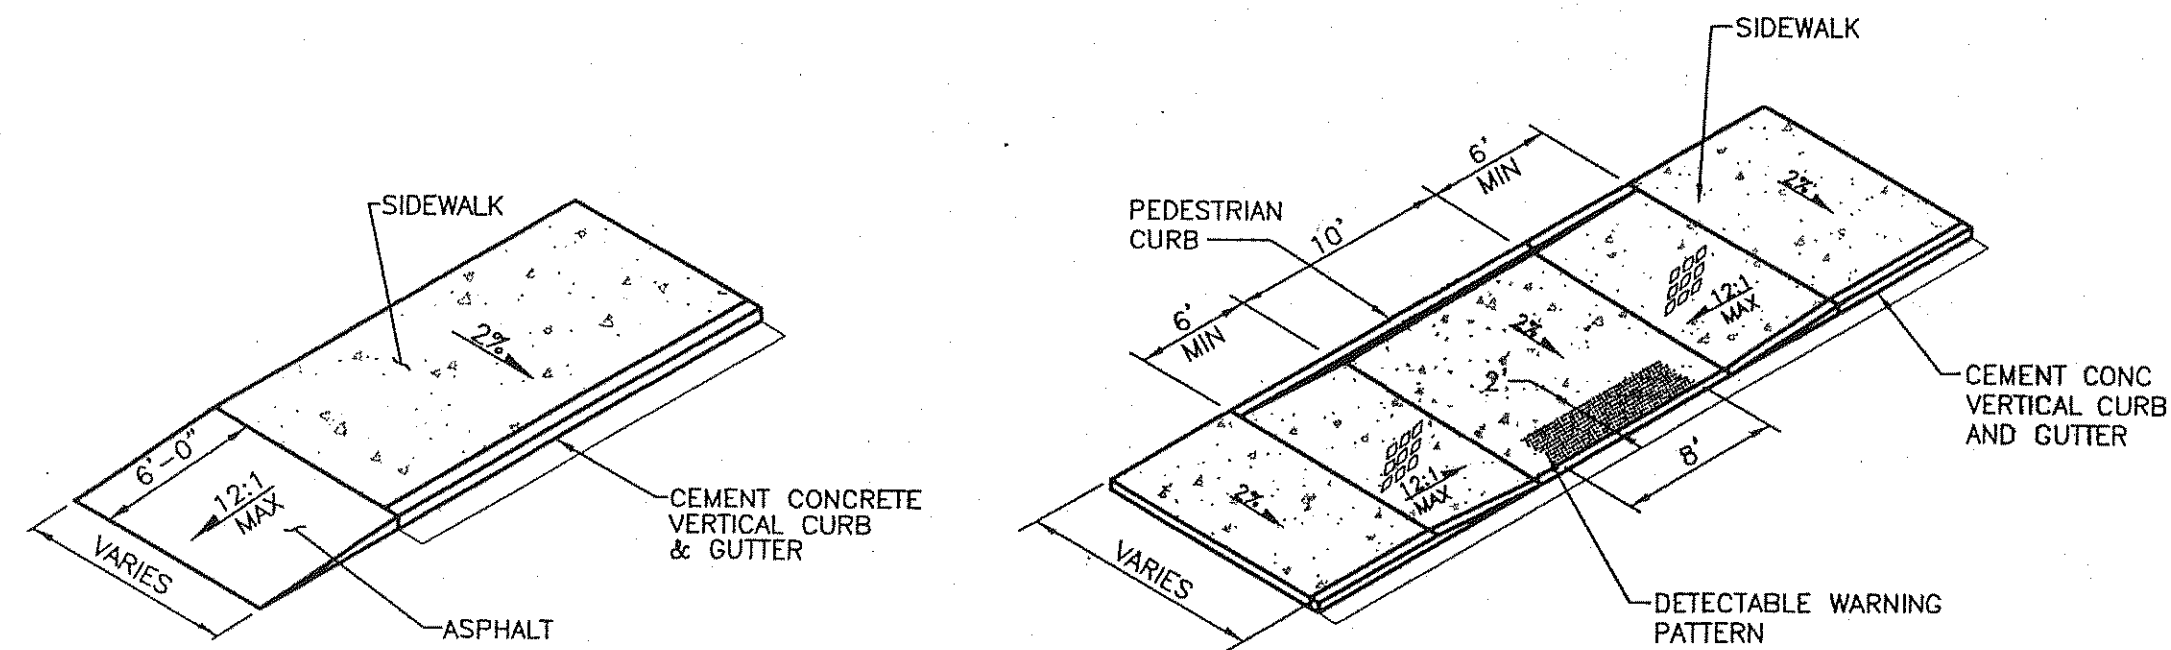 SIDEWALK
2%
6'-0"
12:1
MAX
VARIES
CEMENT CONCRETE
VERTICAL CURB
& GUTTER
ASPHALT
SIDEWALK
6'
MIN
2%
PEDESTRIAN
CURB
10'
12:1
MAX
6'
MIN
2%
2'
CEMENT CONC
VERTICAL CURB
AND GUTTER
8'
12:1
MAX
2%
VARIES
DETECTABLE WARNING
PATTERN